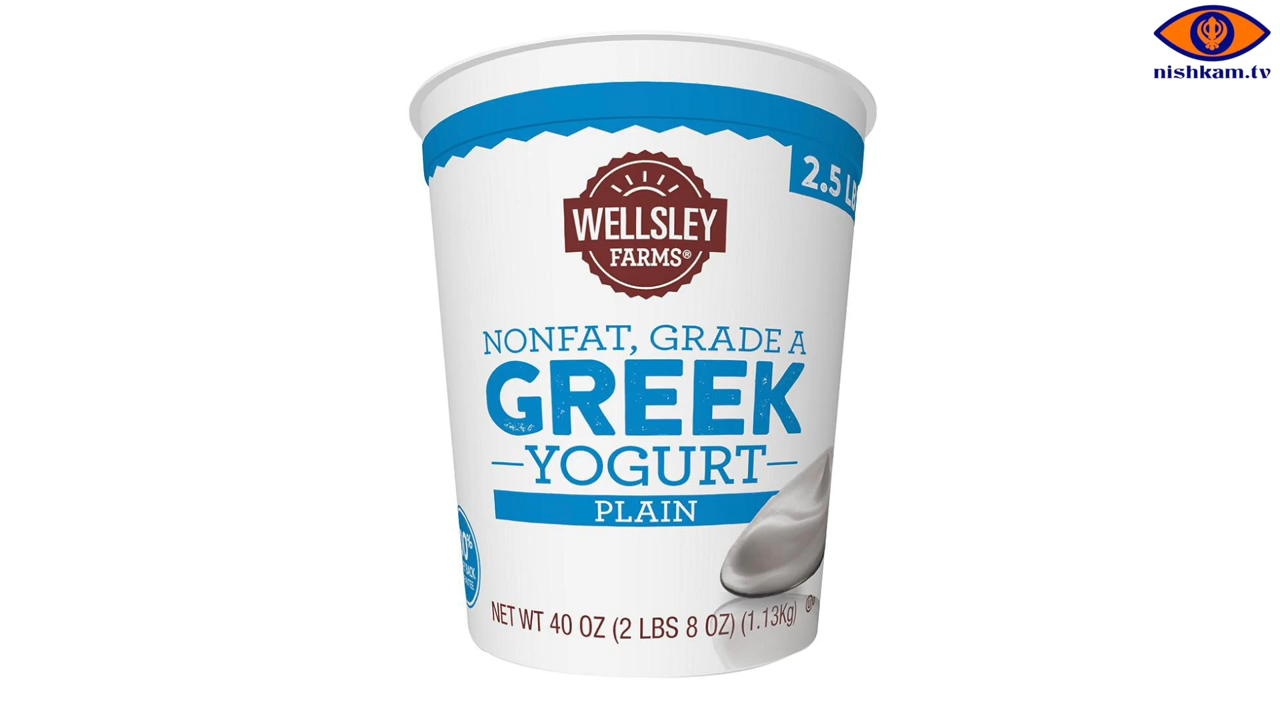 nishkam.tv
2.5 LB
WELLSLEY
FARMS®
NONFAT, GRADE A
GREEK
YOGURT
PLAIN
NET WT 40 OZ (2 LBS 8 OZ) (1.13Kg)